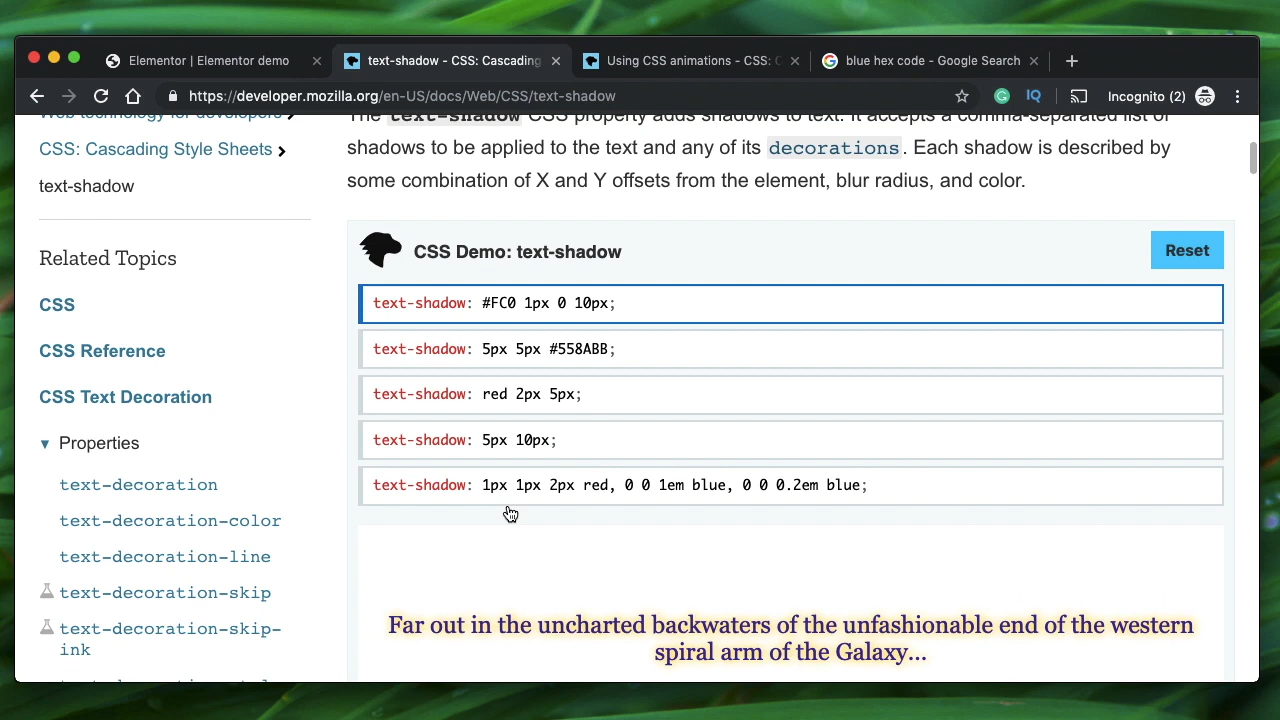 Elementor | Elementor demo
text-shadow - CSS: Cascading
Using CSS animations - CSS: C
blue hex code - Google Search
https://developer.mozilla.org/en-US/docs/Web/CSS/text-shadow
IQ
Incognito (2)
Web technology for developers
CSS: Cascading Style Sheets
text-shadow
Related Topics
CSS
CSS Reference
CSS Text Decoration
Properties
text-decoration
text-decoration-color
text-decoration-line
text-decoration-skip
text-decoration-skip-
ink
The text-shadow CSS property adds shadows to text. It accepts a comma-separated list of
shadows to be applied to the text and any of its decorations. Each shadow is described by
some combination of X and Y offsets from the element, blur radius, and color.
CSS Demo: text-shadow
Reset
text-shadow: #FC0 1px 0 10px;
text-shadow: 5px 5px #558ABB;
text-shadow: red 2px 5px;
text-shadow: 5px 10px;
text-shadow: 1px 1px 2px red, 0 0 1em blue, 0 0 0.2em blue;
Far out in the uncharted backwaters of the unfashionable end of the western
spiral arm of the Galaxy...